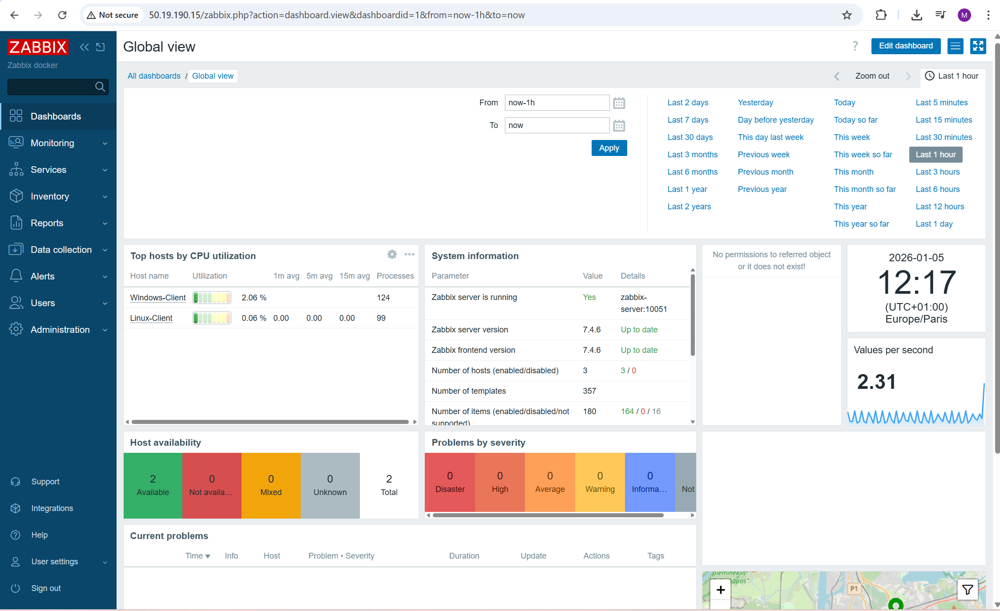 Not secure
50.19.190.15/zabbix.php?action=dashboard.view&dashboardid=1&from=now-1h&to=now
M
ZABBIX
Zabbix docker
Dashboards
Monitoring
Services
Inventory
Reports
Data collection
Alerts
Users
Administration
Support
Integrations
Help
User settings
Sign out
Global view
?
Edit dashboard
All dashboards / Global view
Zoom out
Last 1 hour
From now-1h
To now
Apply
Last 2 days Yesterday Today Last 5 minutes
Last 7 days Day before yesterday Today so far Last 15 minutes
Last 30 days This day last week This week Last 30 minutes
Last 3 months Previous week This week so far Last 1 hour
Last 6 months Previous month This month Last 3 hours
Last 1 year Previous year This month so far Last 6 hours
Last 2 years This year Last 12 hours
This year so far Last 1 day
Top hosts by CPU utilization
Host name Utilization 1m avg 5m avg 15m avg Processes
Windows-Client 2.06 % 124
Linux-Client 0.06 % 0.00 0.00 0.00 99
System information
Parameter Value Details
Zabbix server is running Yes zabbix-
server:10051
Zabbix server version 7.4.6 Up to date
Zabbix frontend version 7.4.6 Up to date
Number of hosts (enabled/disabled) 3 3 / 0
Number of templates 357
Number of items (enabled/disabled/not 180 164 / 0 / 16
supported)
No permissions to referred object
or it does not exist!
2026-01-05
12:17
(UTC+01:00)
Europe/Paris
Values per second
2.31
Host availability
2 0 0 0 2
Available Not availa… Mixed Unknown Total
Problems by severity
0 0 0 0 0
Disaster High Average Warning Informa… Not
Current problems
Time Info Host Problem • Severity Duration Update Actions Tags
piemineklis
+
P1